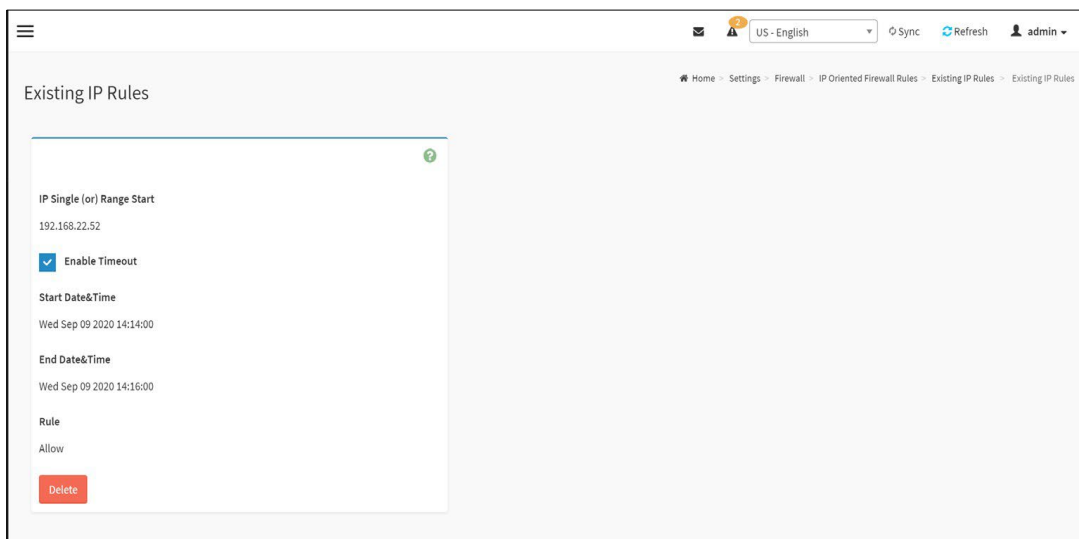 2
US - English
Sync
Refresh
admin
Existing IP Rules
Home > Settings > Firewall > IP Oriented Firewall Rules > Existing IP Rules > Existing IP Rules
IP Single (or) Range Start
192.168.22.52
Enable Timeout
Start Date&Time
Wed Sep 09 2020 14:14:00
End Date&Time
Wed Sep 09 2020 14:16:00
Rule
Allow
Delete